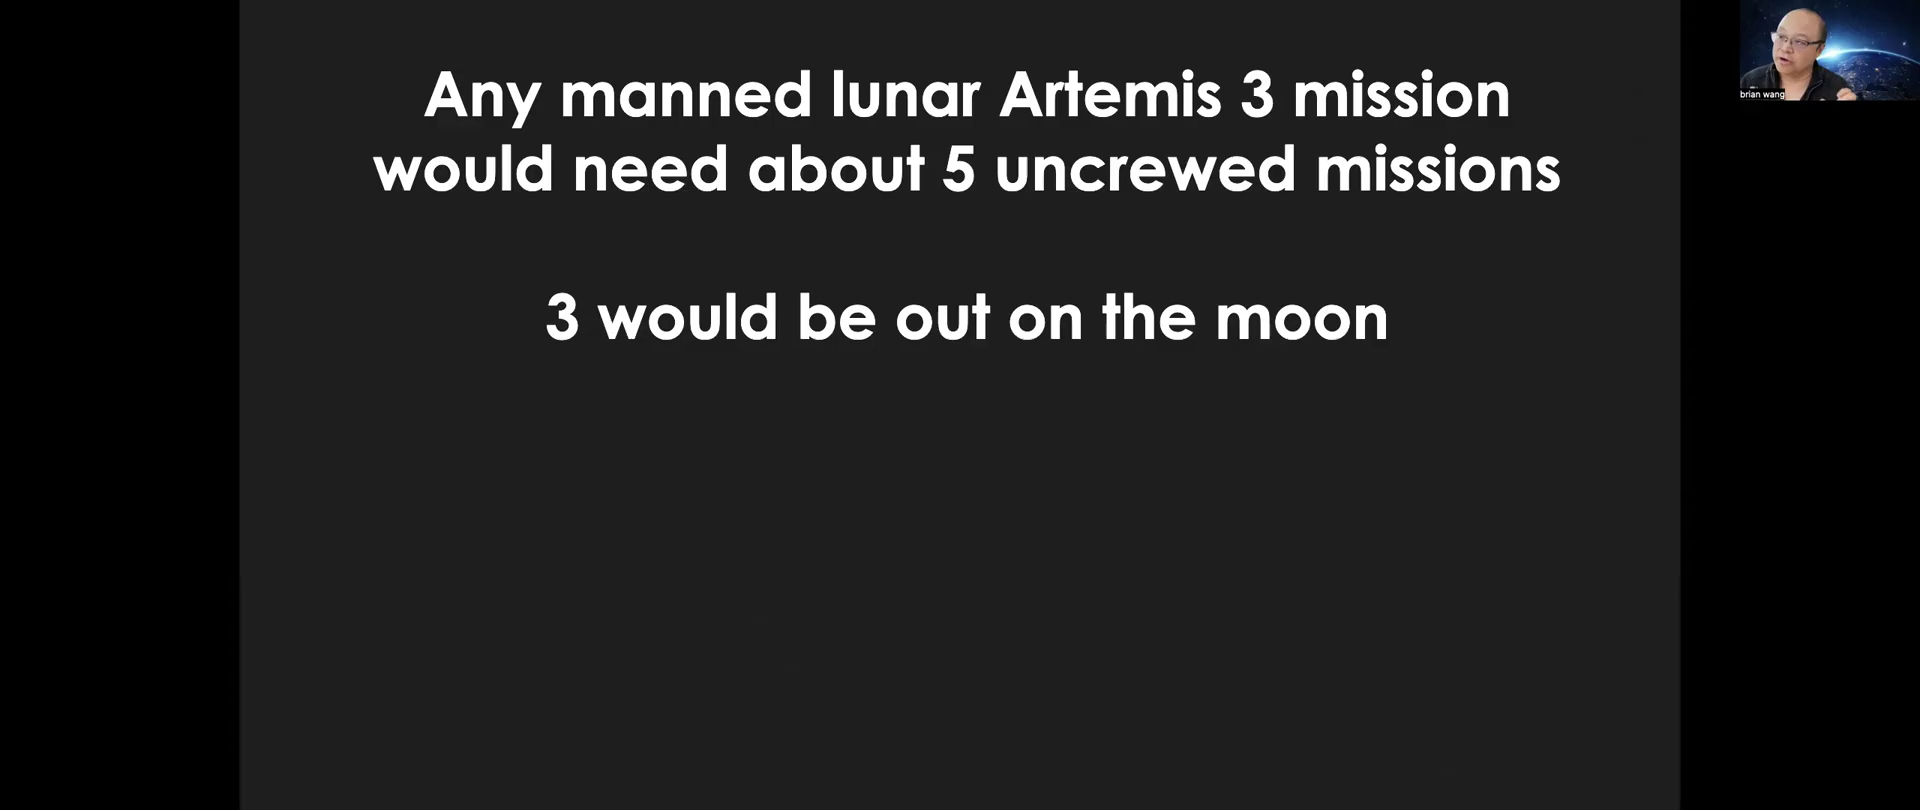 Any manned lunar Artemis 3 mission
would need about 5 uncrewed missions
3 would be out on the moon
brian wang